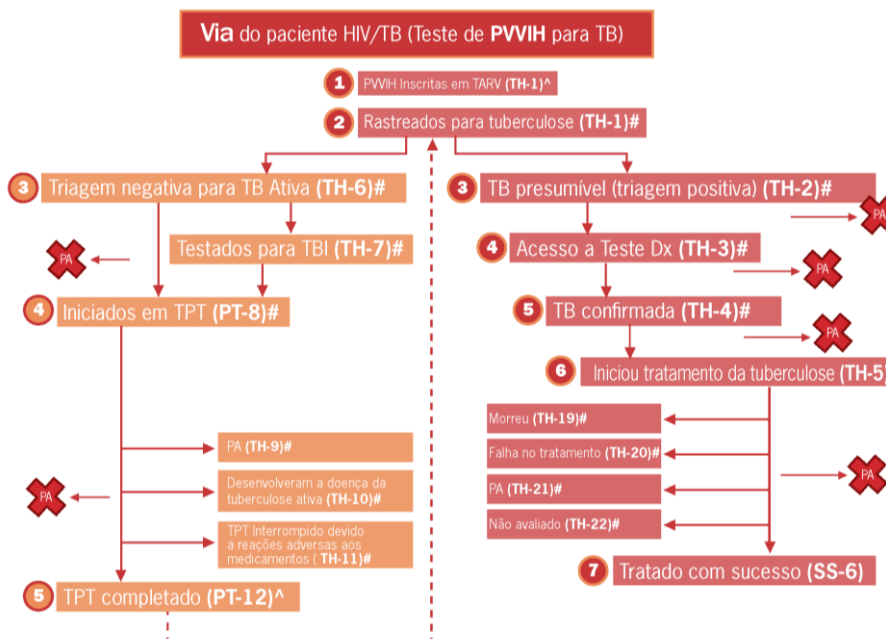 Via do paciente HIV/TB (Teste de PVVIH para TB)
1 PVVIH Inscritas em TARV (TH-1)^
2 Rastreados para tuberculose (TH-1)#
3 Triagem negativa para TB Ativa (TH-6)#
Testados para TBI (TH-7)#
PA
4 Iniciados em TPT (PT-8)#
PA (TH-9)#
Desenvolveram a doença da
tuberculose ativa (TH-10)#
PA
TPT Interrompido devido
a reações adversas aos
medicamentos ( TH-11)#
5 TPT completado (PT-12)^
3 TB presumível (triagem positiva) (TH-2)#
PA
4 Acesso a Teste Dx (TH-3)#
PA
5 TB confirmada (TH-4)#
PA
6 Iniciou tratamento da tuberculose (TH-5)
Morreu (TH-19)#
Falha no tratamento (TH-20)#
PA
PA (TH-21)#
Não avaliado (TH-22)#
7 Tratado com sucesso (SS-6)